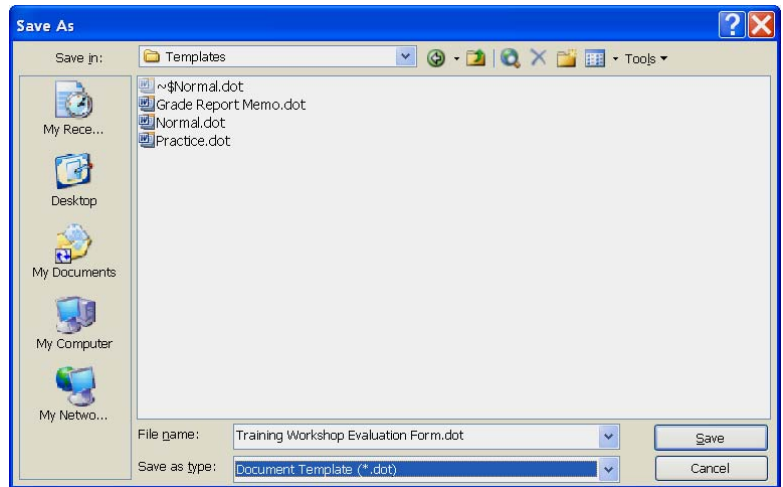 Save As
Save in:
Templates
Tools
~$Normal.dot
Grade Report Memo.dot
Normal.dot
Practice.dot
My Rece...
Desktop
My Documents
My Computer
My Netwo...
File name:
Training Workshop Evaluation Form.dot
Save
Save as type:
Document Template (*.dot)
Cancel